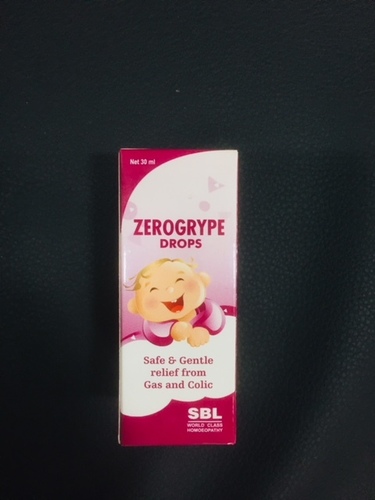 Net 30 ml
ZEROGRYPE
DROPS
Safe & Gentle
relief from
Gas and Colic
SBL
WORLD CLASS
HOMOEOPATHY